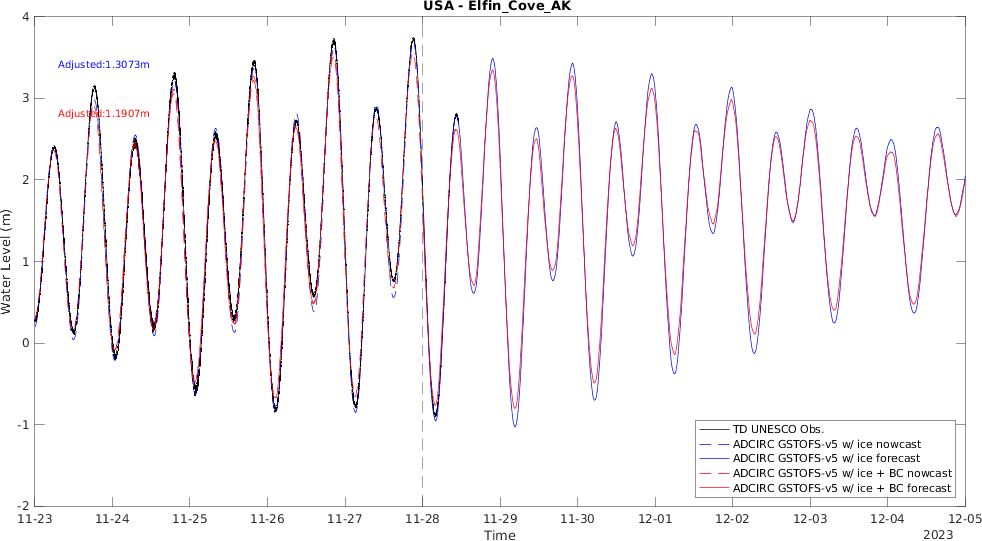 USA - Elfin_Cove_AK
4
3
2
1
0
-1
-2
Water Level (m)
Adjusted:1.3073m
Adjusted:1.1907m
TD UNESCO Obs.
ADCIRC GSTOFS-v5 w/ ice nowcast
ADCIRC GSTOFS-v5 w/ ice forecast
ADCIRC GSTOFS-v5 w/ ice + BC nowcast
ADCIRC GSTOFS-v5 w/ ice + BC forecast
11-23 11-24 11-25 11-26 11-27 11-28 11-29 11-30 12-01 12-02 12-03 12-04 12-05
Time
2023